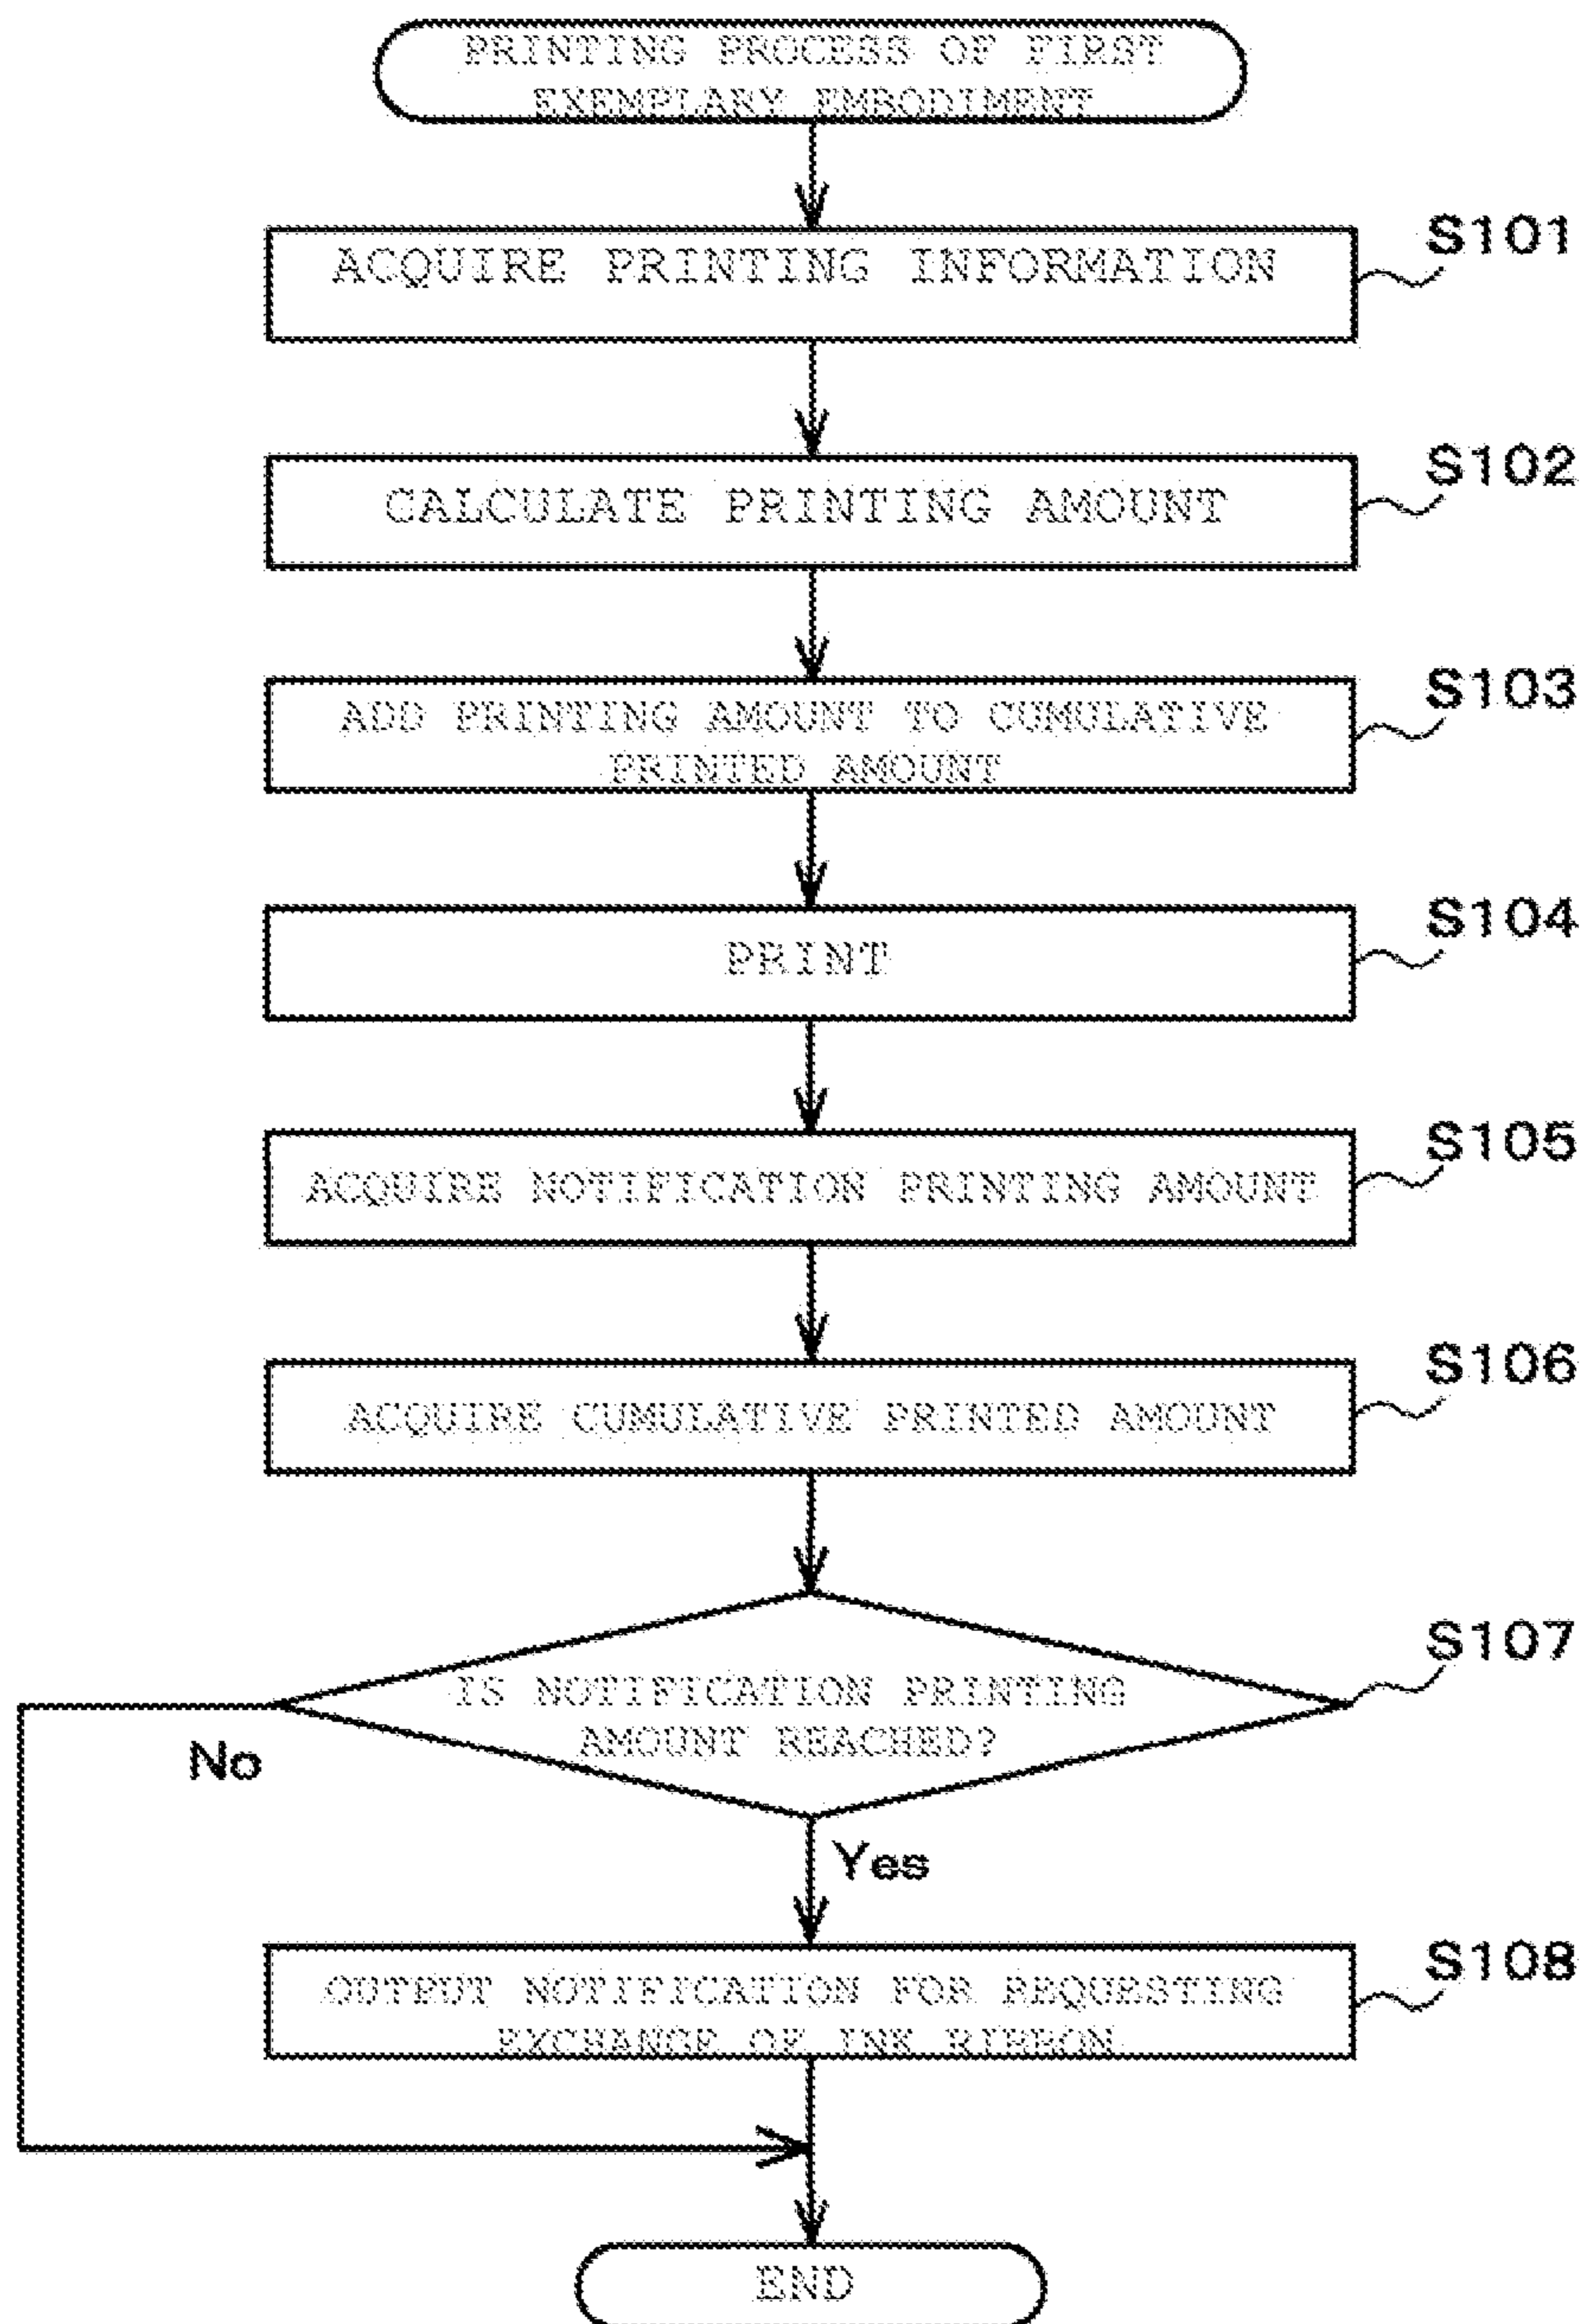 PRINTING PROCESS OF FIRST
EXEMPLARY EMBODIMENT
S101
ACQUIRE PRINTING INFORMATION
S102
CALCULATE PRINTING AMOUNT
S103
ADD PRINTING AMOUNT TO CUMULATIVE
PRINTED AMOUNT
S104
PRINT
S105
ACQUIRE NOTIFICATION PRINTING AMOUNT
S106
ACQUIRE CUMULATIVE PRINTED AMOUNT
S107
IS NOTIFICATION PRINTING
AMOUNT REACHED?
No
Yes
S108
OUTPUT NOTIFICATION FOR REQUESTING
EXCHANGE OF INK RIBBON
END